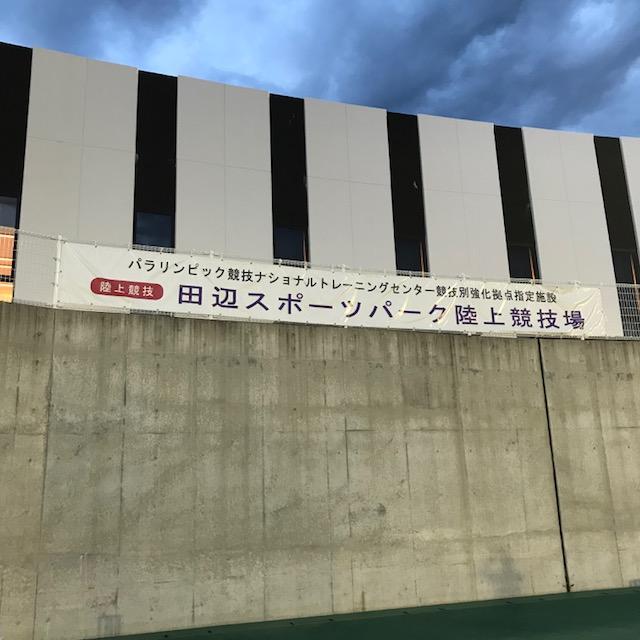 パラリンピック競技ナショナルトレーニングセンター競技別強化拠点指定施設
陸上競技 田辺スポーツパーク陸上競技場